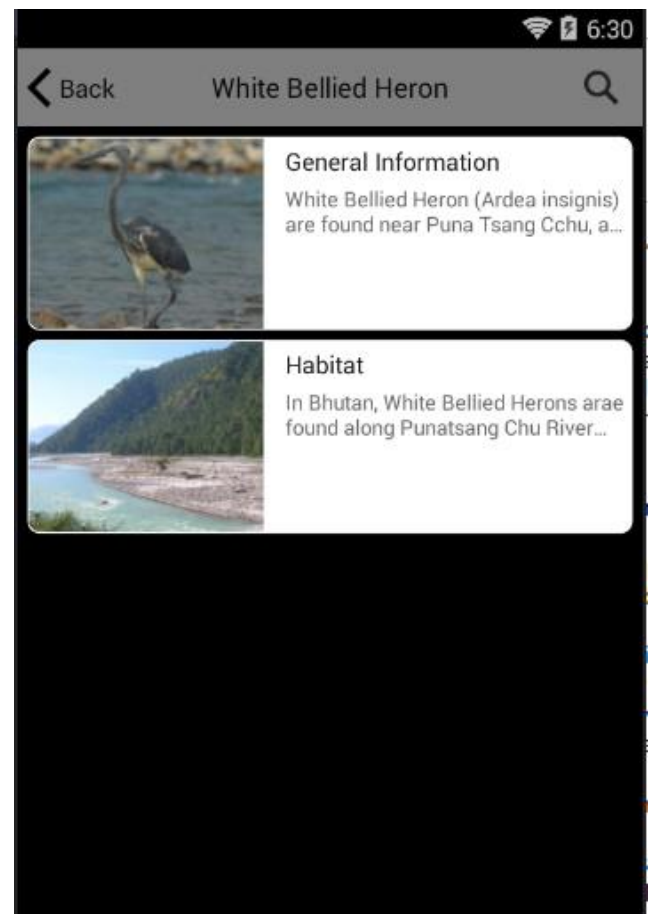 6:30
Back
White Bellied Heron
General Information
White Bellied Heron (Ardea insignis)
are found near Puna Tsang Cchu, a...
Habitat
In Bhutan, White Bellied Herons arae
found along Punatsang Chu River...